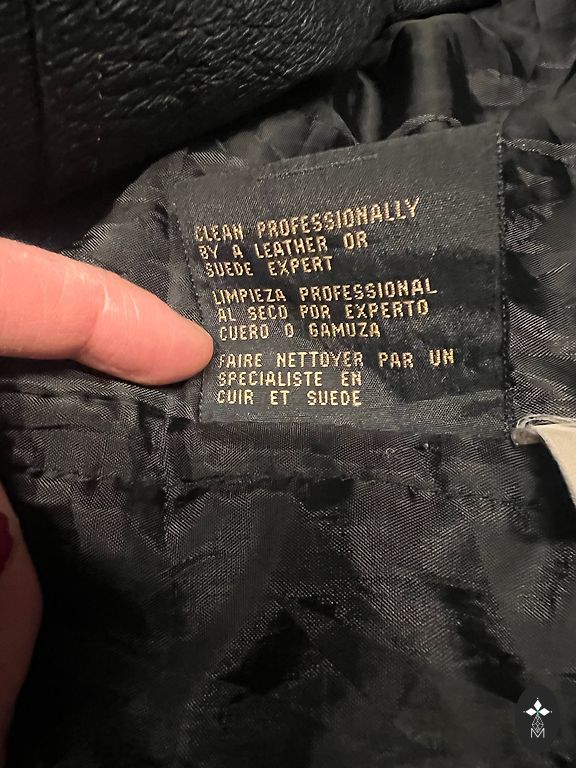 CLEAN PROFESSIONALLY
BY A LEATHER OR
SUEDE EXPERT
LIMPIEZA PROFESSIONAL
AL SECO POR EXPERTO
CUERO O GAMUZA
FAIRE NETTOYER PAR UN
SPECIALISTE EN
CUIR ET SUEDE